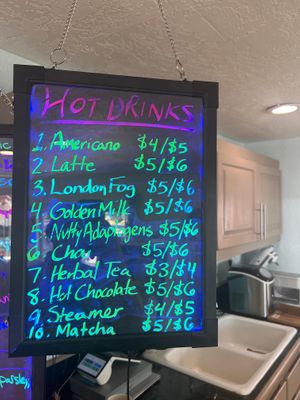 HOT DRINKS
1. Americano $4/$5
2. Latte $5/$6
3. London Fog $5/$6
4. Golden Milk $5/$6
5. Nutty Adaptogens $5/$6
6. Chai $5/$6
7. Herbal Tea $3/$4
8. Hot Chocolate $5/$6
9. Steamer $4/$5
10. Matcha $5/$6
parsley